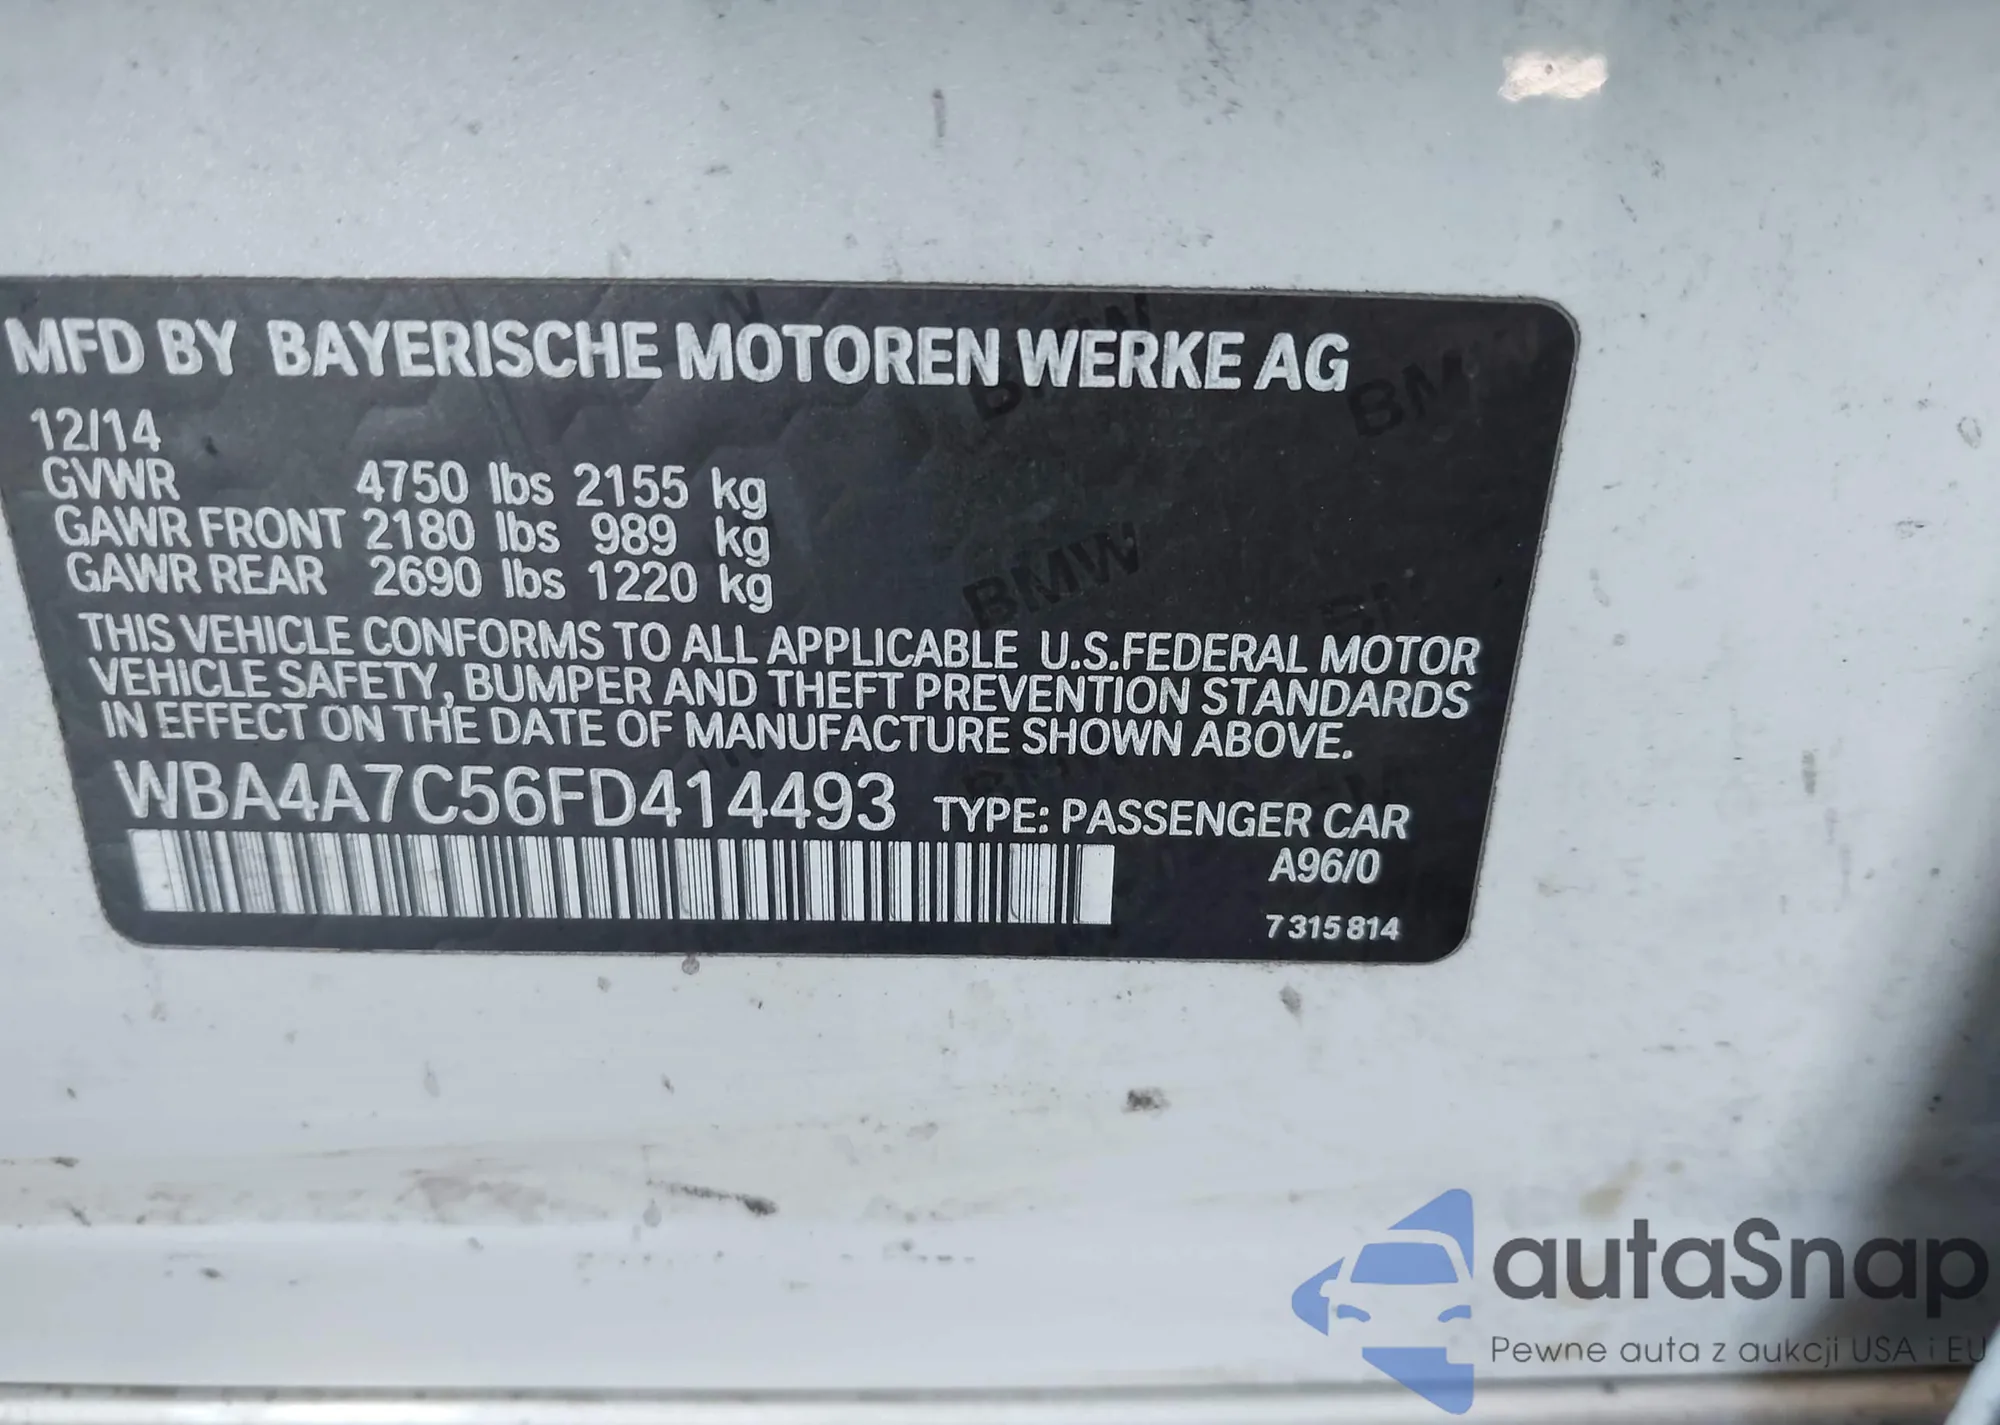 MFD BY BAYERISCHE MOTOREN WERKE AG
12/14
GVWR 4750 lbs 2155 kg
GAWR FRONT 2180 lbs 989 kg
GAWR REAR 2690 lbs 1220 kg
THIS VEHICLE CONFORMS TO ALL APPLICABLE U.S.FEDERAL MOTOR
VEHICLE SAFETY, BUMPER AND THEFT PREVENTION STANDARDS
IN EFFECT ON THE DATE OF MANUFACTURE SHOWN ABOVE.
WBA4A7C56FD414493 TYPE: PASSENGER CAR
A96/0
7 315 814
BMW
BMW
autaSnap
Pewne auta z aukcji USA i EU